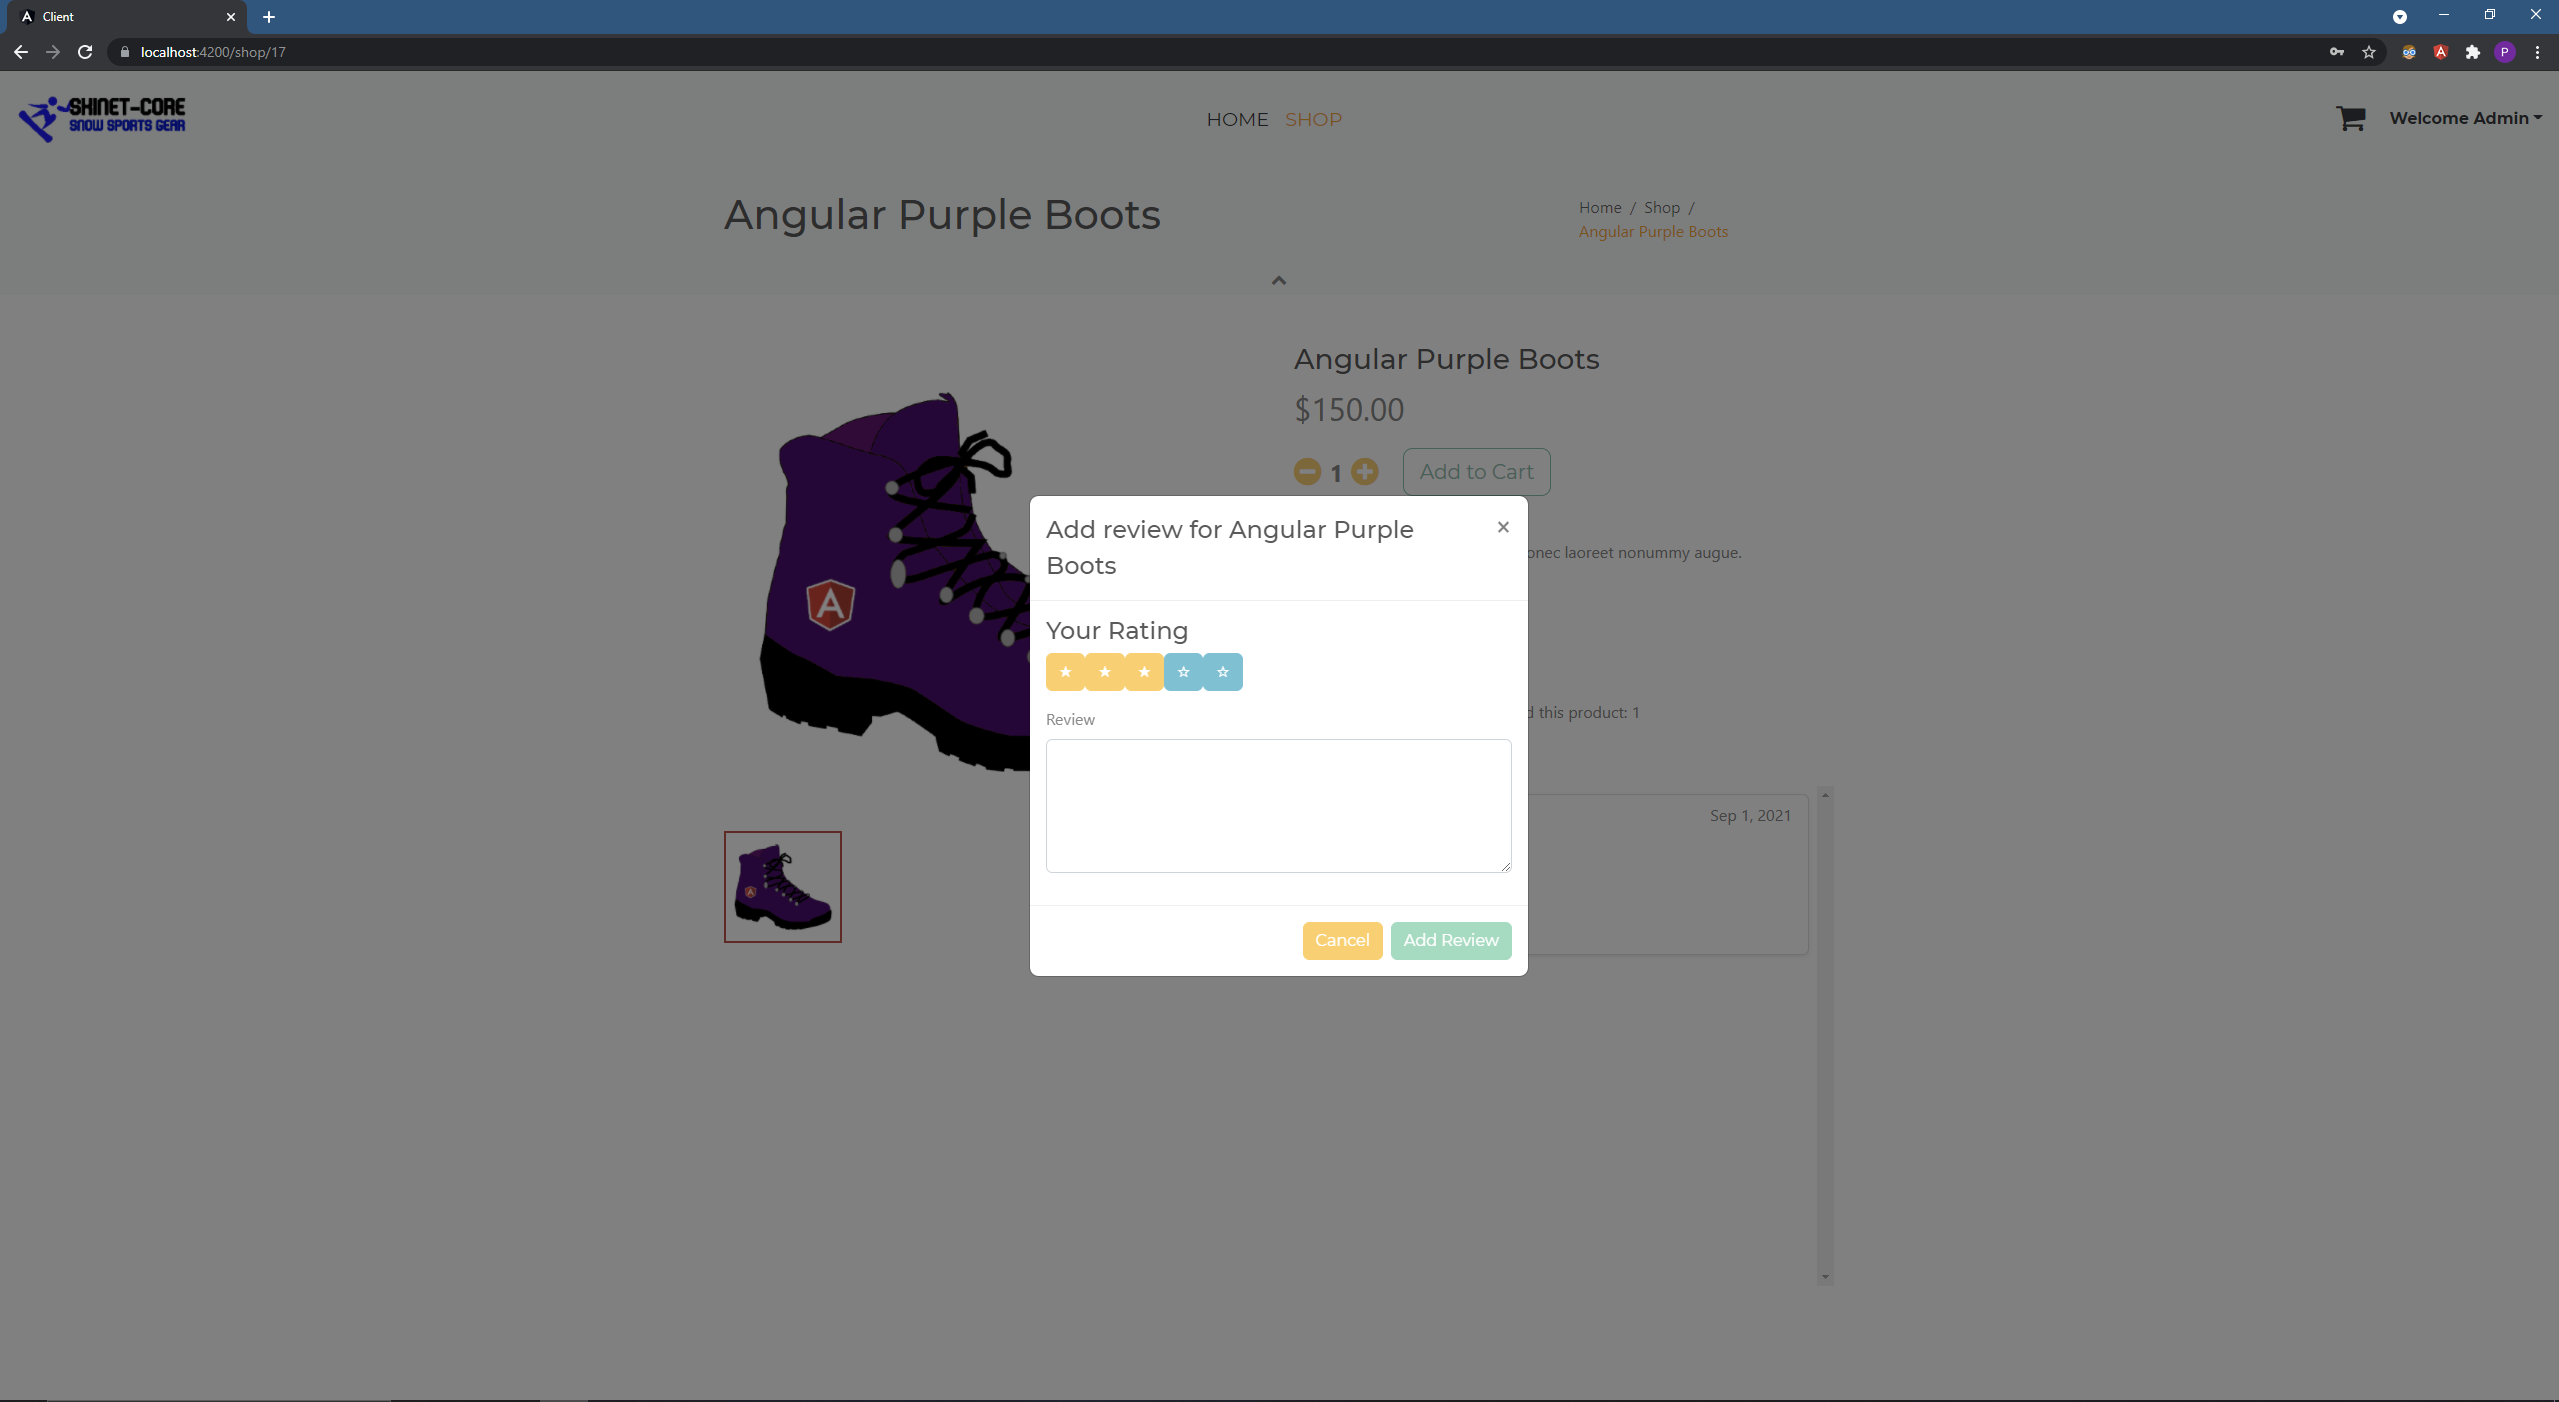 Client
localhost:4200/shop/17
P
SHINET-CORE
SNOW SPORTS GEAR
HOME SHOP
Welcome Admin
Angular Purple Boots
Home / Shop /
Angular Purple Boots
Angular Purple Boots
$150.00
1
Add to Cart
Add review for Angular Purple
Boots
onec laoreet nonummy augue.
Your Rating
d this product: 1
Review
Sep 1, 2021
Cancel Add Review